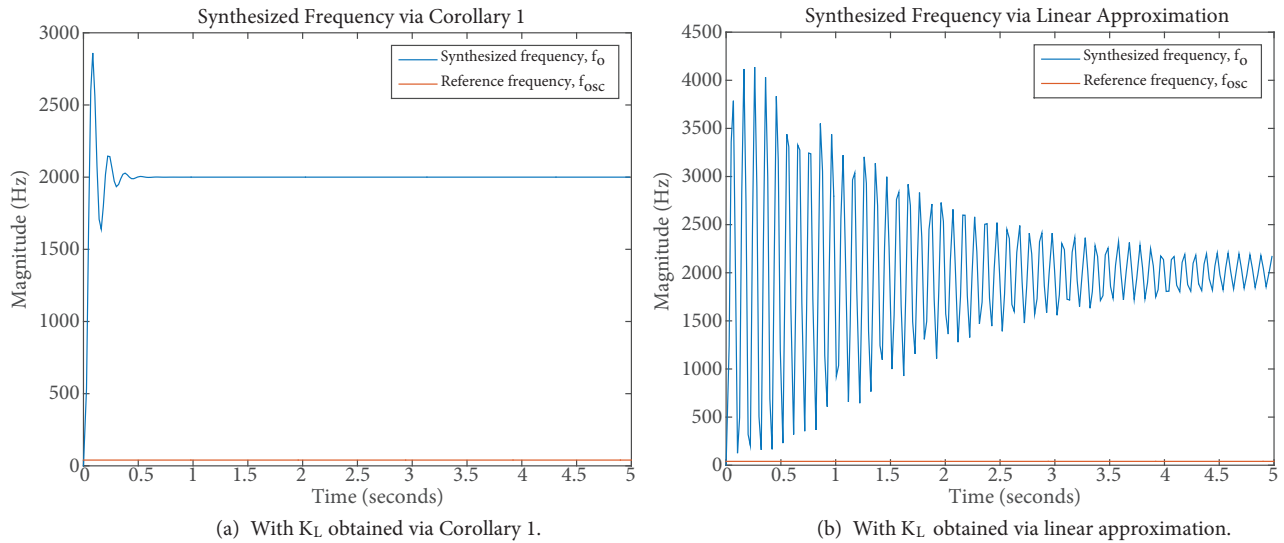 Synthesized Frequency via Corollary 1
3000
2500
2000
1500
1000
500
0
Magnitude (Hz)
Synthesized frequency, fo
Reference frequency, fosc
0 0.5 1 1.5 2 2.5 3 3.5 4 4.5 5
Time (seconds)
(a) With KL obtained via Corollary 1.
Synthesized Frequency via Linear Approximation
4500
4000
3500
3000
2500
2000
1500
1000
500
0
Magnitude (Hz)
Synthesized frequency, fo
Reference frequency, fosc
0 0.5 1 1.5 2 2.5 3 3.5 4 4.5 5
Time (seconds)
(b) With KL obtained via linear approximation.